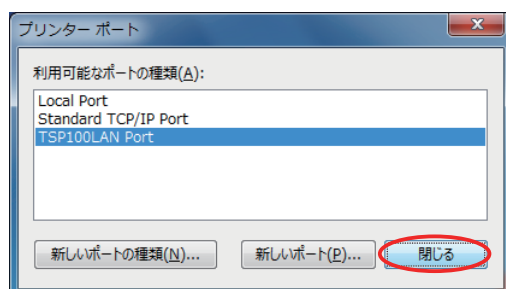 プリンター ポート
利用可能なポートの種類(A):
Local Port
Standard TCP/IP Port
TSP100LAN Port
新しいポートの種類(N)... 新しいポート(P)... 閉じる